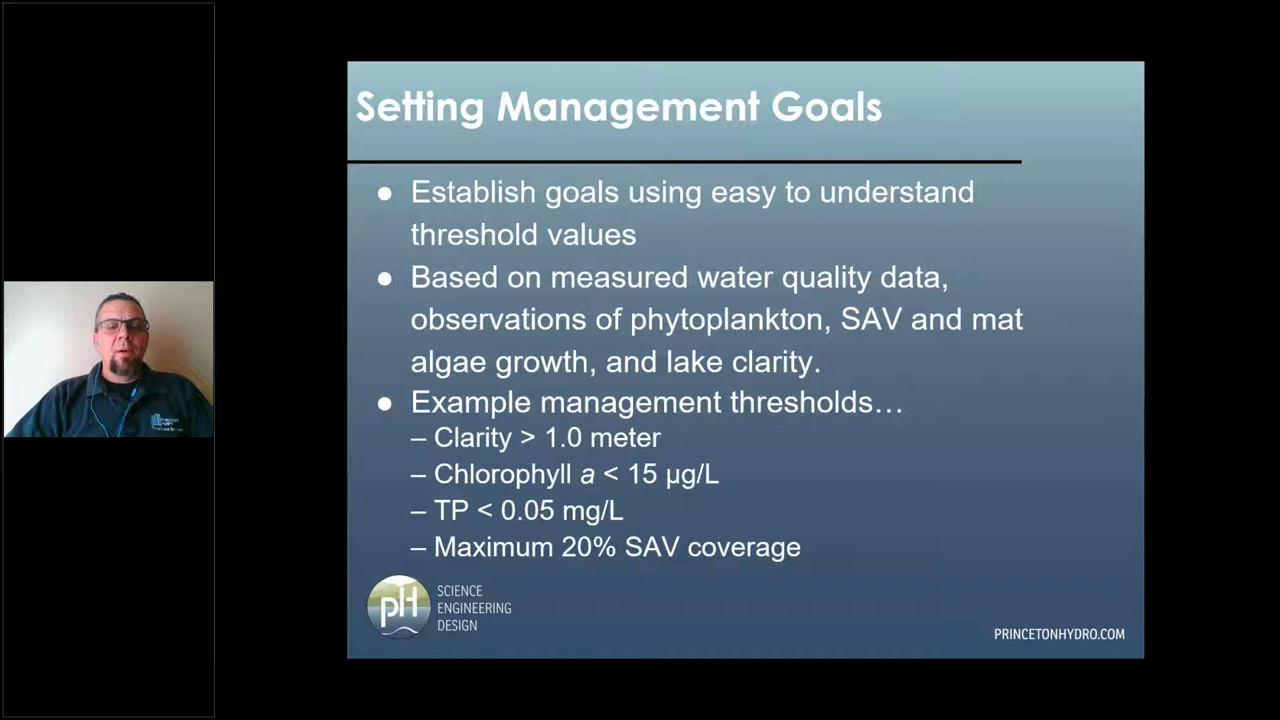 Setting Management Goals
● Establish goals using easy to understand
threshold values
● Based on measured water quality data,
observations of phytoplankton, SAV and mat
algae growth, and lake clarity.
● Example management thresholds…
– Clarity > 1.0 meter
– Chlorophyll a < 15 µg/L
– TP < 0.05 mg/L
– Maximum 20% SAV coverage
pH
SCIENCE
ENGINEERING
DESIGN
PRINCETONHYDRO.COM